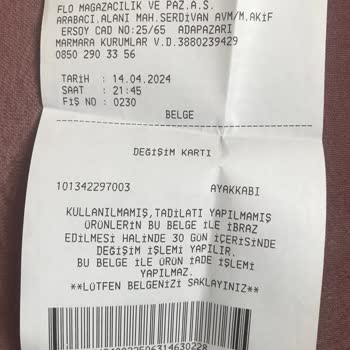 FLO MAGAZACILIK VE PAZ.A.Ş.
ARABACI.ALANI MAH.SERDİVAN AVM/M.AKİF
ERSOY CAD NO:25/65 ADAPAZARI
MARMARA KURUMLAR V.D.3880239429
0850 290 33 56
TARİH : 14.04.2024
SAAT : 21:45
FİŞ NO : 0230
BELGE
DEĞİŞİM KARTI
101342297003 AYAKKABI
KULLANILMAMIŞ,TADİLATI YAPILMAMIŞ
ÜRÜNLERİN BU BELGE İLE İBRAZ
EDİLMESİ HALİNDE 30 GÜN İÇERİSİNDE
DEĞİŞİM İŞLEMİ YAPILIR.
BU BELGE İLE ÜRÜN İADE İŞLEMİ
YAPILMAZ.
**LÜTFEN BELGENİZİ SAKLAYINIZ**